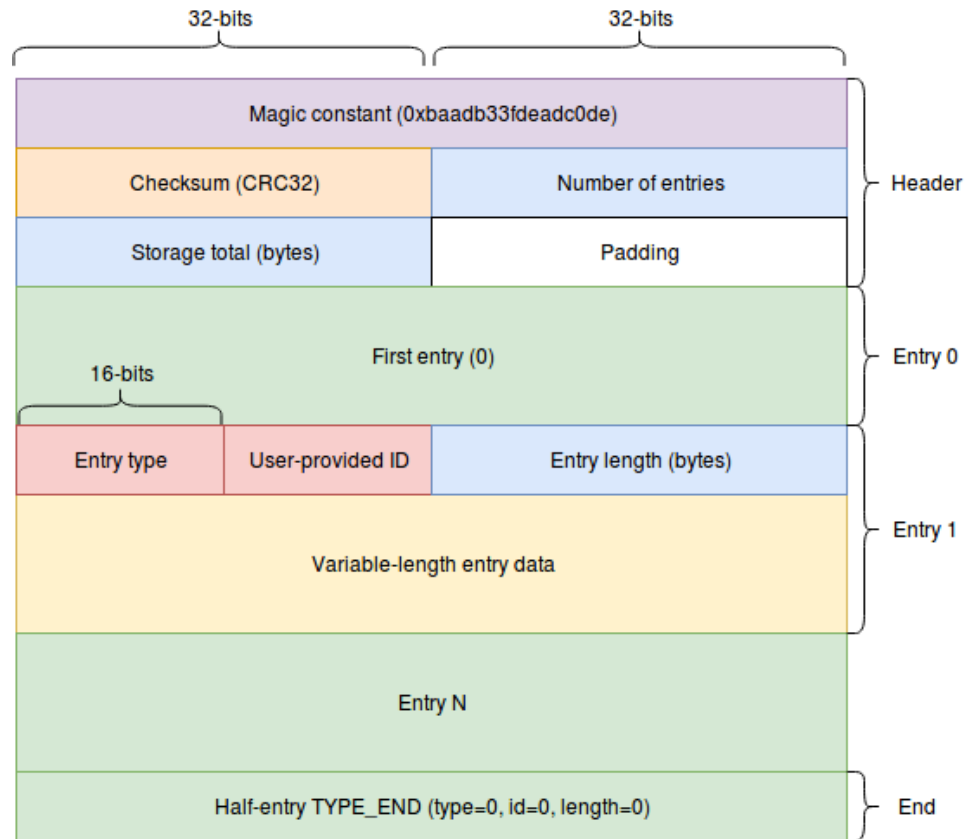 32-bits
32-bits
Magic constant (0xbaadb33fdeadc0de)
Checksum (CRC32)
Number of entries
Header
Storage total (bytes)
Padding
First entry (0)
Entry 0
16-bits
Entry type
User-provided ID
Entry length (bytes)
Entry 1
Variable-length entry data
Entry N
Half-entry TYPE_END (type=0, id=0, length=0)
End